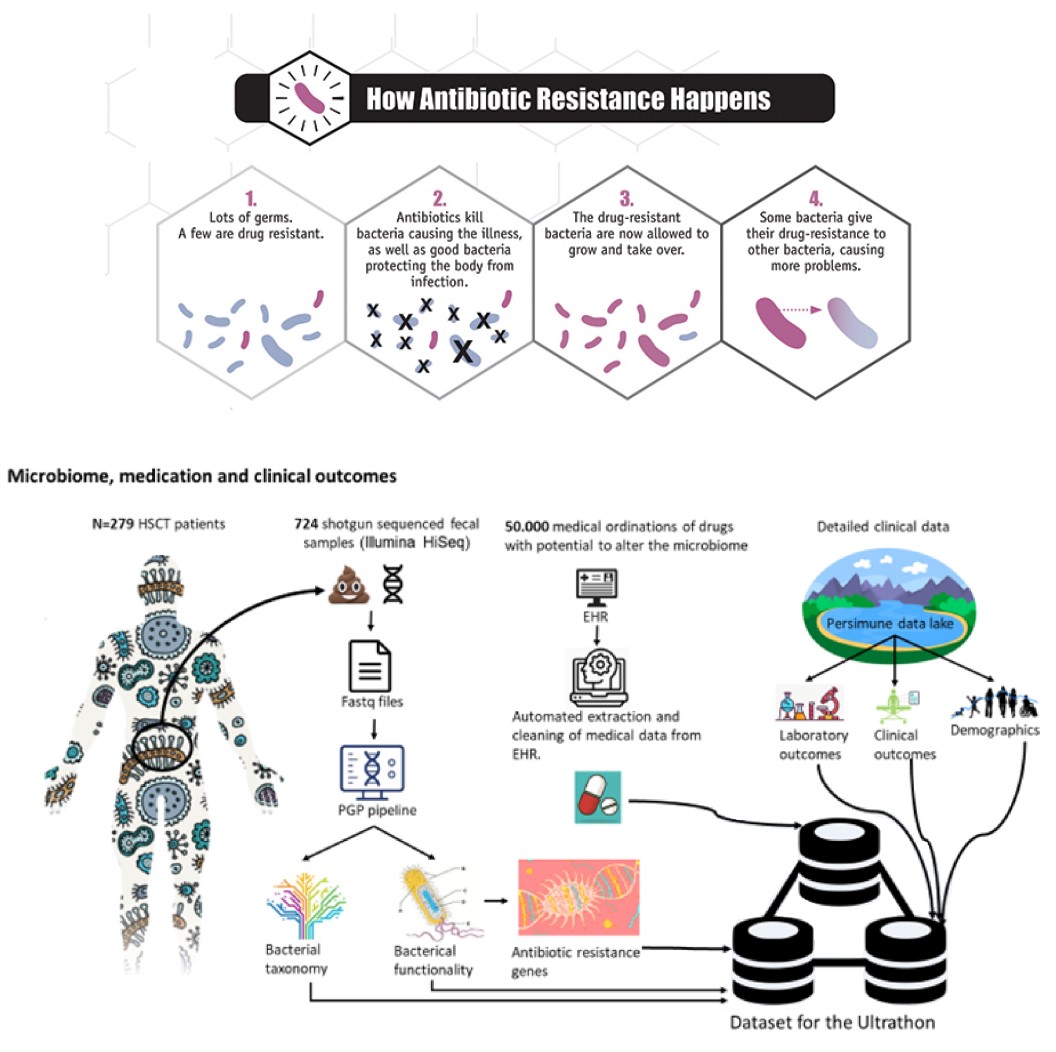 How Antibiotic Resistance Happens
1.
Lots of germs.
A few are drug resistant.
2.
Antibiotics kill
bacteria causing the illness,
as well as good bacteria
protecting the body from
infection.
X X X X X X X X X X
3.
The drug-resistant
bacteria are now allowed to
grow and take over.
4.
Some bacteria give
their drug-resistance to
other bacteria, causing
more problems.
Microbiome, medication and clinical outcomes
N=279 HSCT patients
724 shotgun sequenced fecal
samples (Illumina HiSeq)
Fastq files
PGP pipeline
Bacterial
taxonomy
Bacterical
functionality
50.000 medical ordinations of drugs
with potential to alter the microbiome
EHR
Automated extraction and
cleaning of medical data from
EHR.
Antibiotic resistance
genes
Detailed clinical data
Persimune data lake
Laboratory
outcomes
Clinical
outcomes
Demographics
Dataset for the Ultrathon